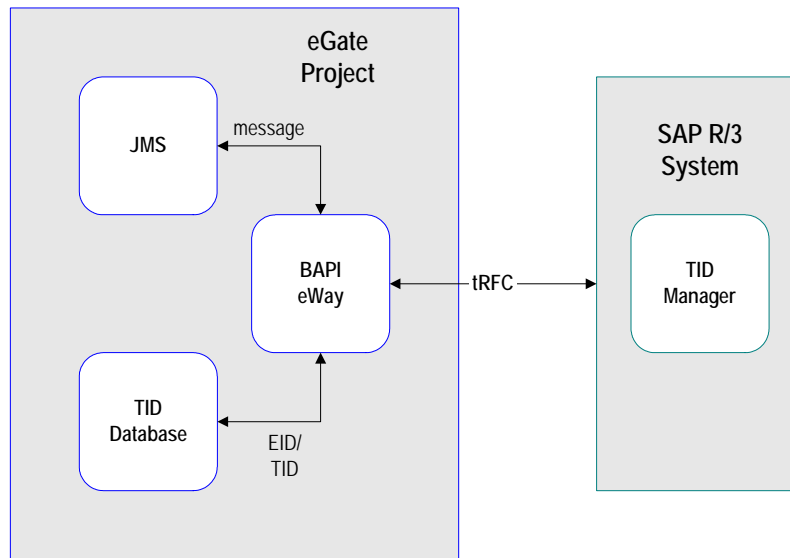 eGate
Project
JMS
message
BAPI
eWay
tRFC
TID
Database
EID/
TID
SAP R/3
System
TID
Manager